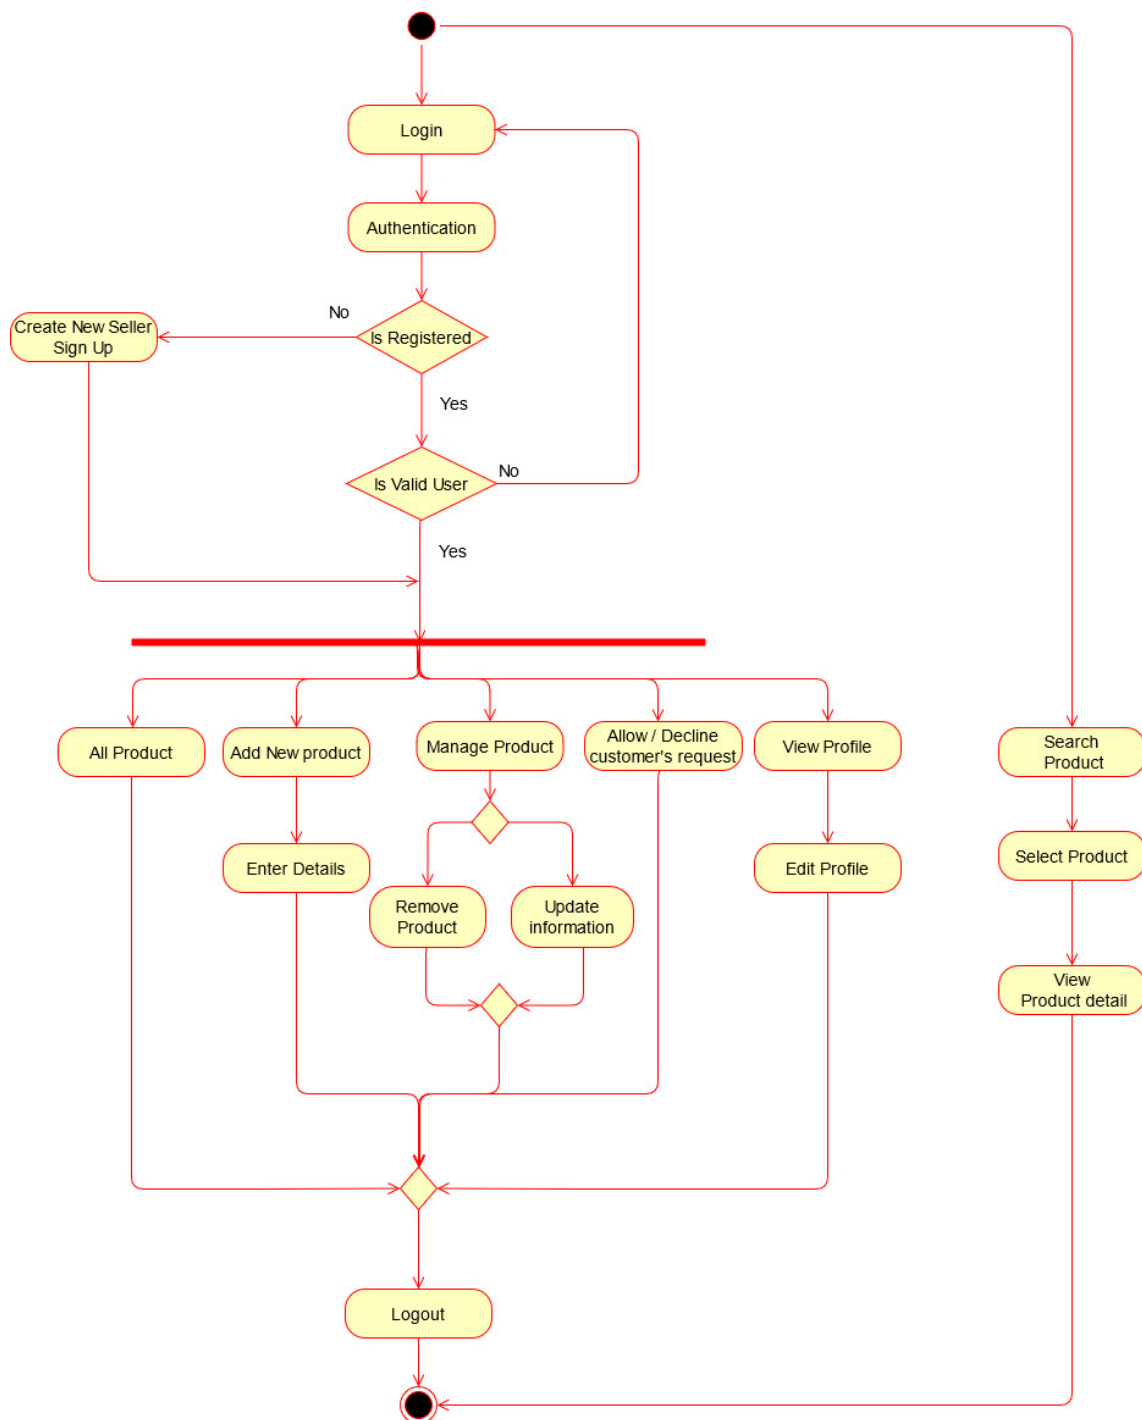 Login
Authentication
No
Create New Seller
Sign Up
Is Registered
Yes
No
Is Valid User
Yes
All Product
Add New product
Manage Product
Allow / Decline
customer's request
View Profile
Search
Product
Enter Details
Edit Profile
Select Product
Remove
Product
Update
information
View
Product detail
Logout